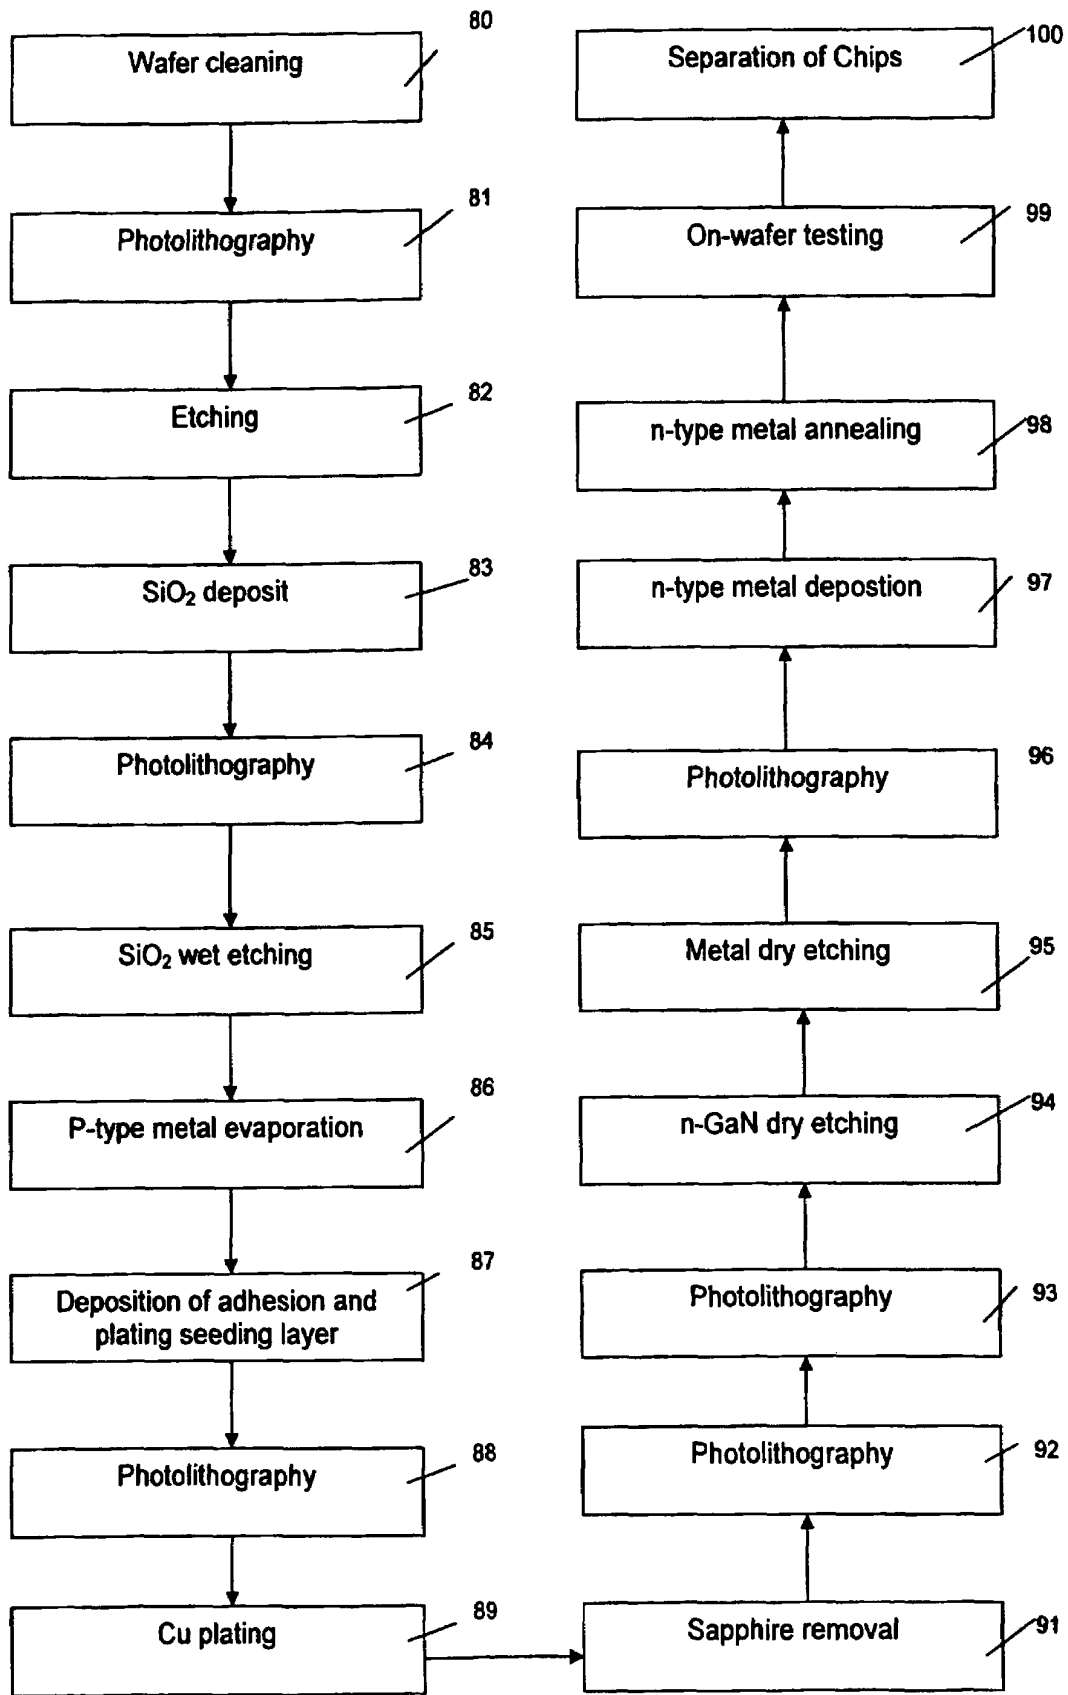 80
Wafer cleaning
81
Photolithography
82
Etching
83
SiO₂ deposit
84
Photolithography
85
SiO₂ wet etching
86
P-type metal evaporation
87
Deposition of adhesion and
plating seeding layer
88
Photolithography
89
Cu plating
91
Sapphire removal
92
Photolithography
93
Photolithography
94
n-GaN dry etching
95
Metal dry etching
96
Photolithography
97
n-type metal depostion
98
n-type metal annealing
99
On-wafer testing
100
Separation of Chips